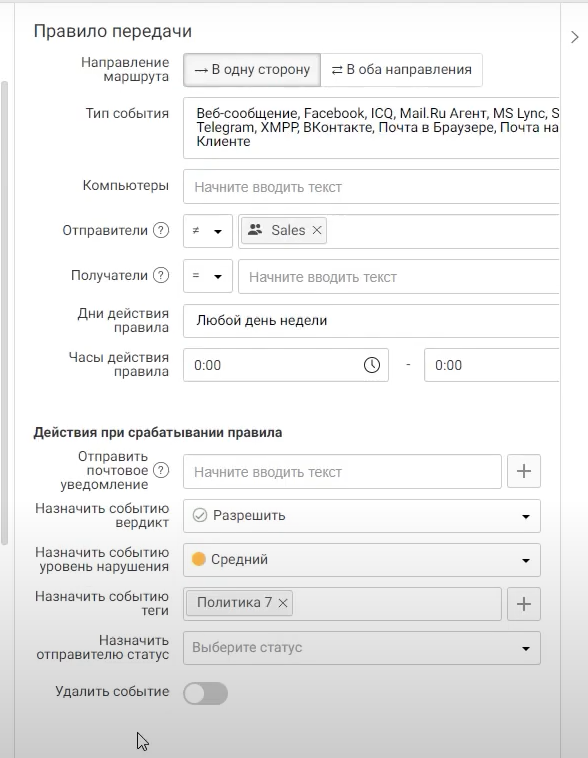 Правило передачи
Направление
маршрута
→ В одну сторону
⇄ В оба направления
Тип события
Веб-сообщение, Facebook, ICQ, Mail.Ru Агент, MS Lync, S
Telegram, XMPP, ВКонтакте, Почта в Браузере, Почта на
Клиенте
Компьютеры
Начните вводить текст
Отправители ?
≠
Sales ×
Получатели ?
=
Начните вводить текст
Дни действия
правила
Любой день недели
Часы действия
правила
0:00
-
0:00
Действия при срабатывании правила
Отправить
почтовое ?
уведомление
Начните вводить текст
+
Назначить событию
вердикт
Разрешить
Назначить событию
уровень нарушения
Средний
Назначить событию
теги
Политика 7 ×
+
Назначить
отправителю статус
Выберите статус
Удалить событие